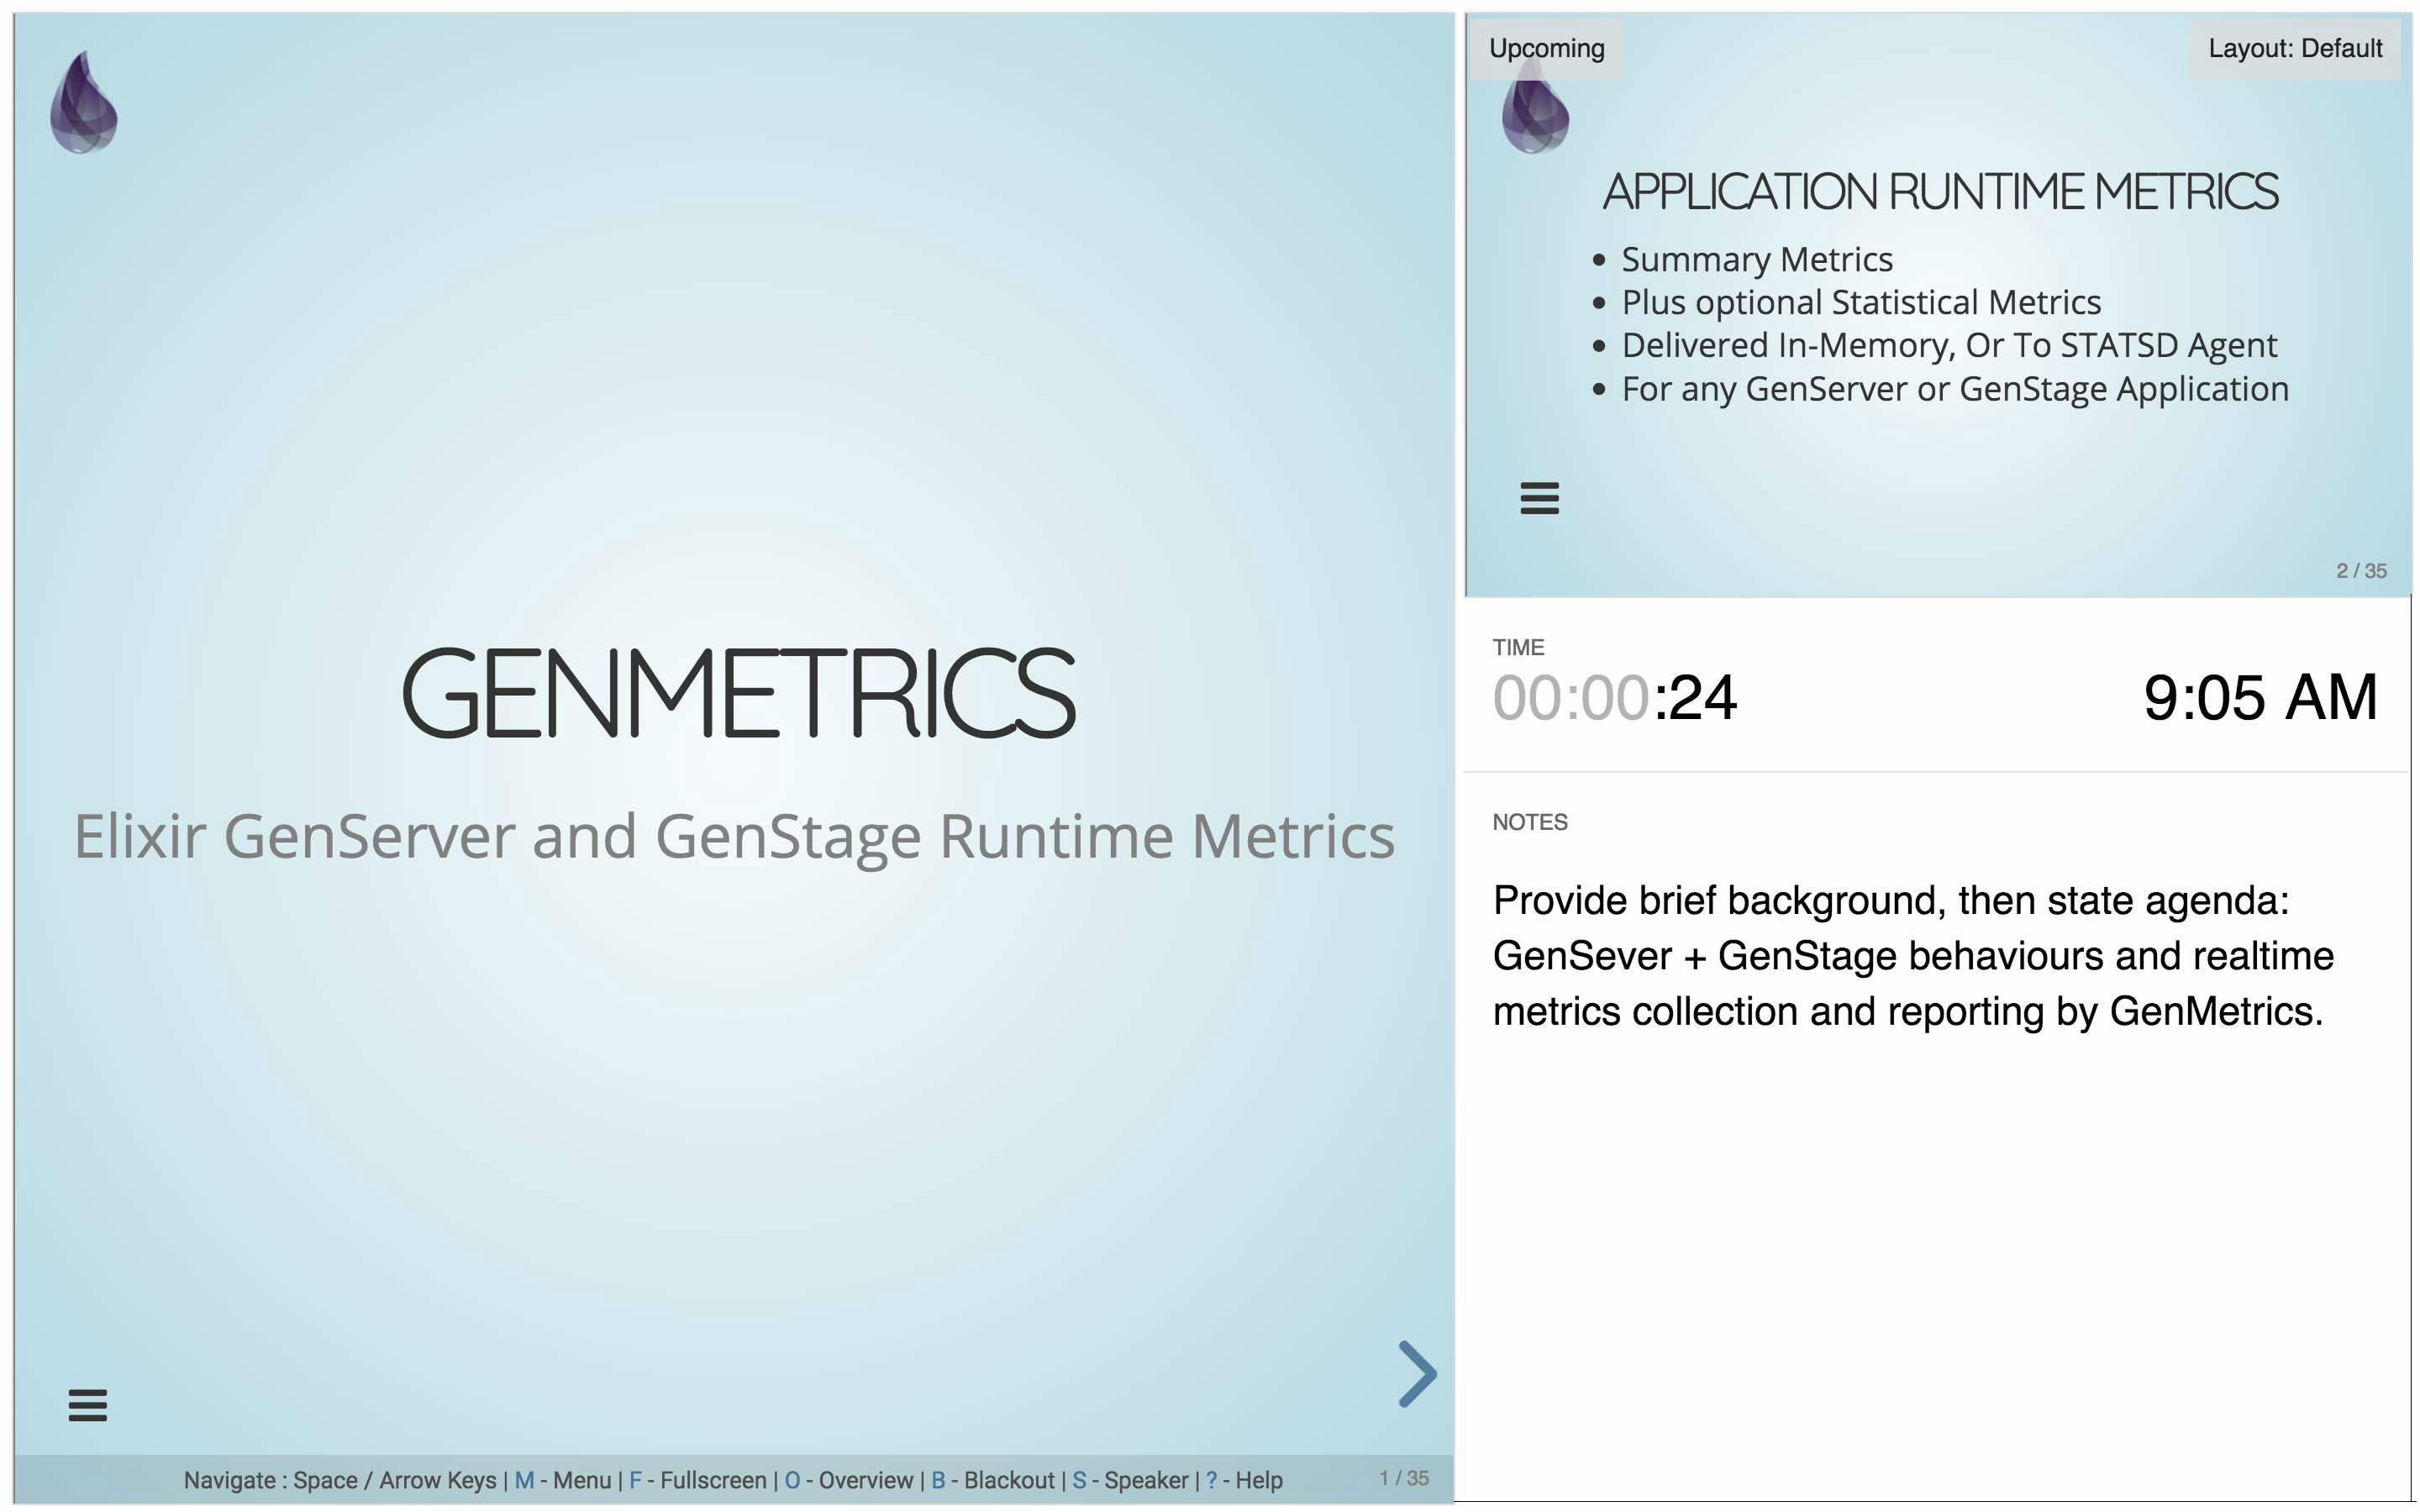 GENMETRICS
Elixir GenServer and GenStage Runtime Metrics
Navigate : Space / Arrow Keys | M - Menu | F - Fullscreen | O - Overview | B - Blackout | S - Speaker | ? - Help
1 / 35
Upcoming
Layout: Default
APPLICATION RUNTIME METRICS
• Summary Metrics
• Plus optional Statistical Metrics
• Delivered In-Memory, Or To STATSD Agent
• For any GenServer or GenStage Application
2 / 35
TIME
00:00:24
9:05 AM
NOTES
Provide brief background, then state agenda:
GenSever + GenStage behaviours and realtime
metrics collection and reporting by GenMetrics.